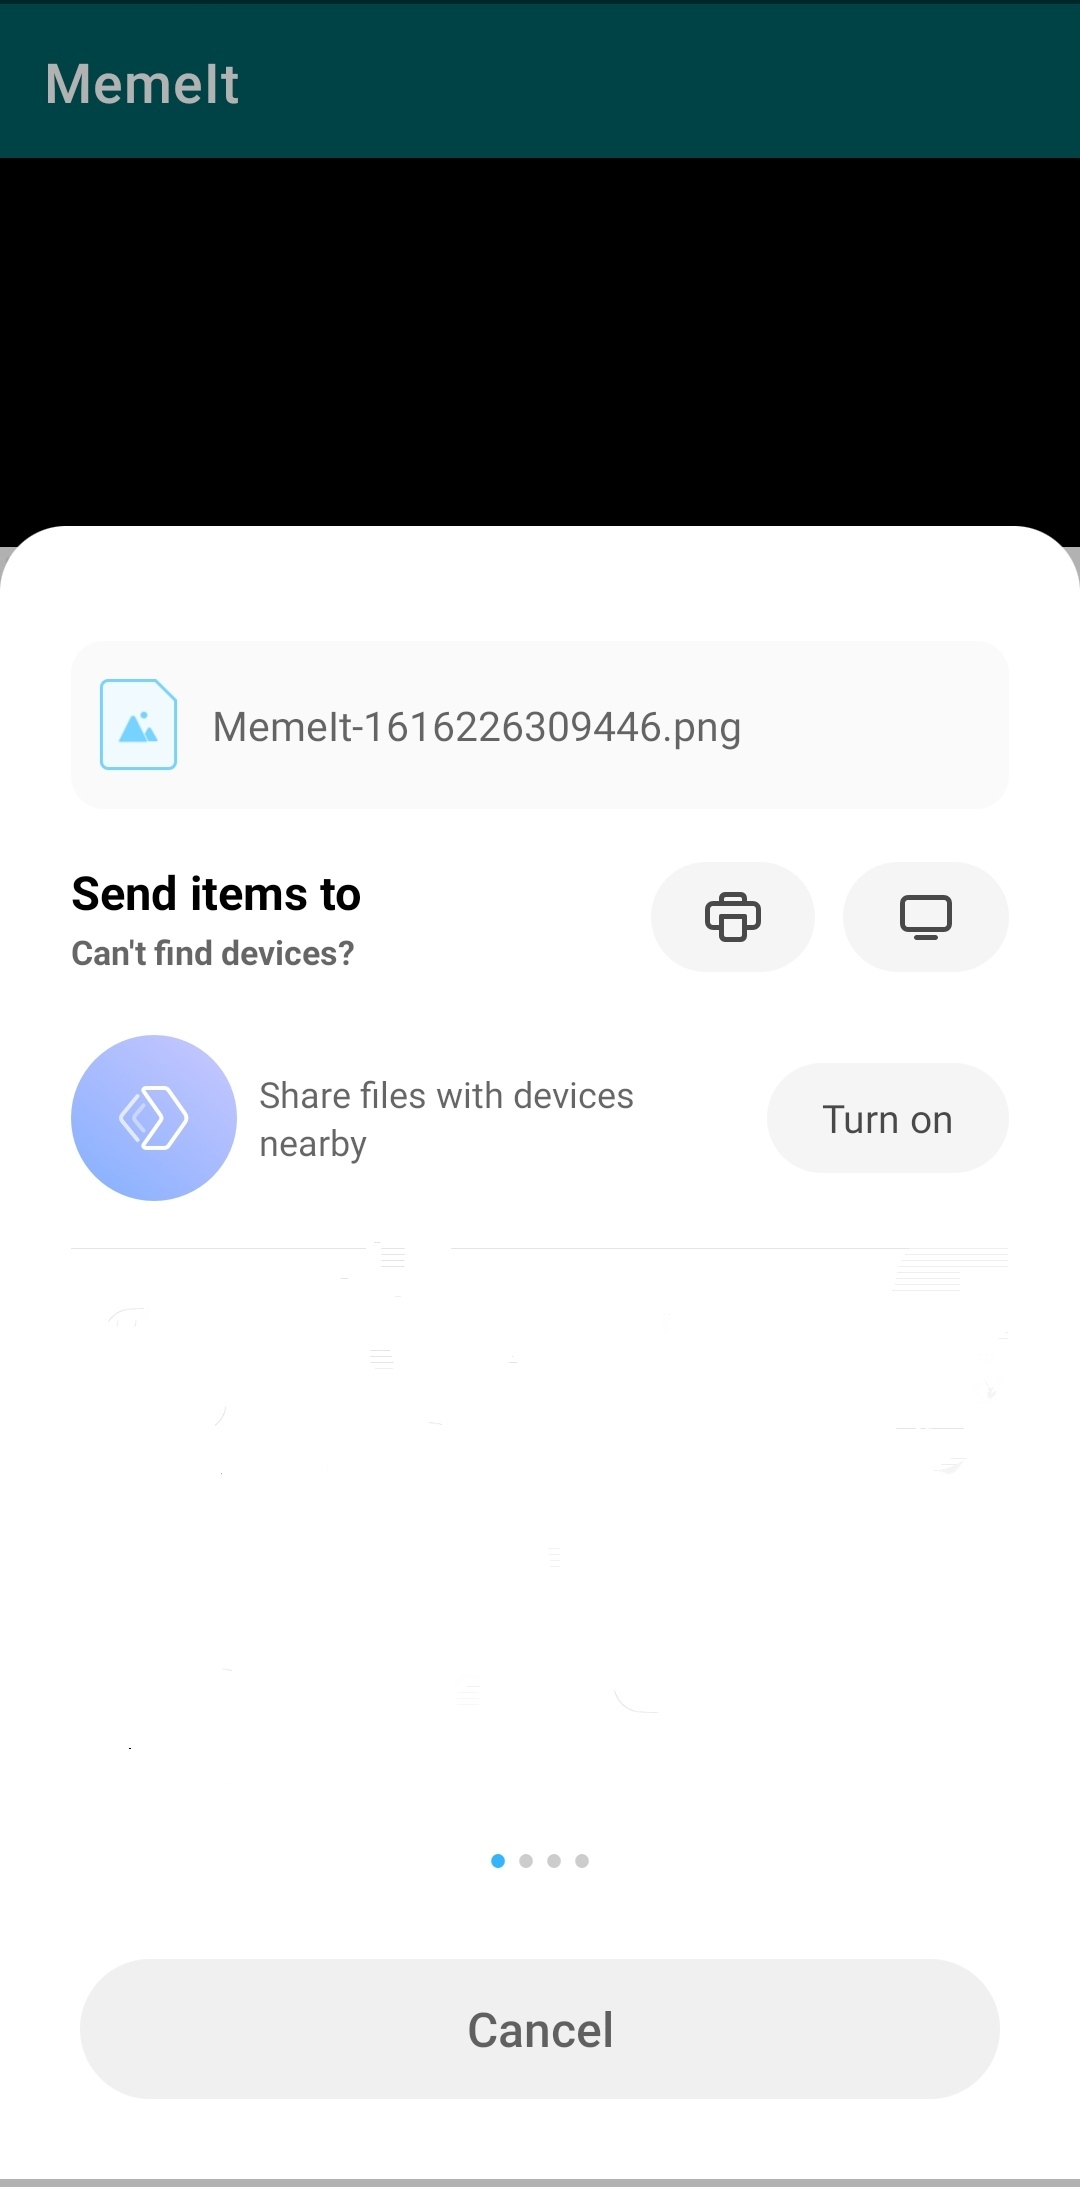 MemeIt
MemeIt-1616226309446.png
Send items to
Can't find devices?
Share files with devices
nearby
Turn on
Cancel